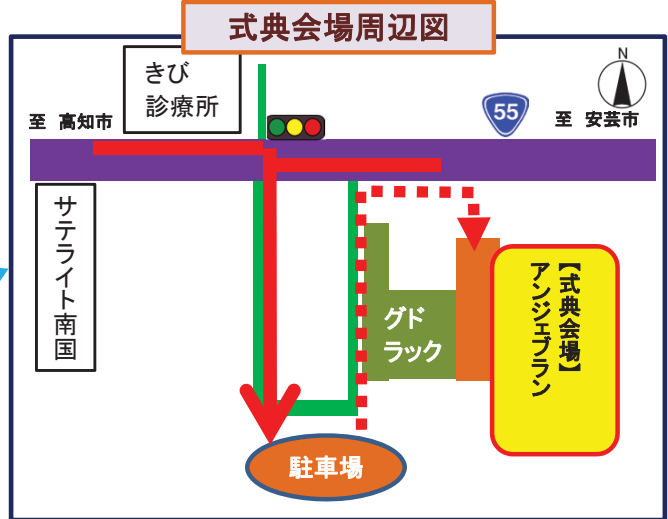 式典会場周辺図
きび
診療所
N
至 高知市
55
至 安芸市
サテライト南国
グド
ラック
【式典会場】
アンジェブラン
駐車場